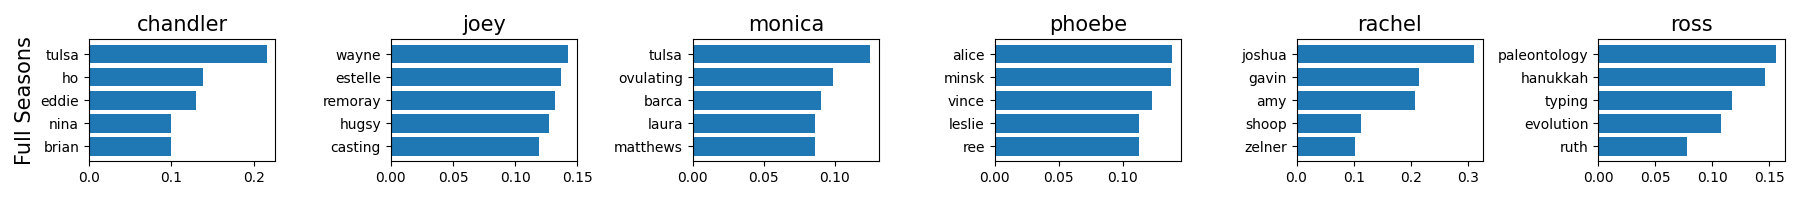 chandler
Full Seasons
tulsa
ho
eddie
nina
brian
0.0 0.1 0.2
joey
wayne
estelle
remoray
hugsy
casting
0.00 0.05 0.10 0.15
monica
tulsa
ovulating
barca
laura
matthews
0.00 0.05 0.10
phoebe
alice
minsk
vince
leslie
ree
0.00 0.05 0.10
rachel
joshua
gavin
amy
shoop
zelner
0.0 0.1 0.2 0.3
ross
paleontology
hanukkah
typing
evolution
ruth
0.00 0.05 0.10 0.15